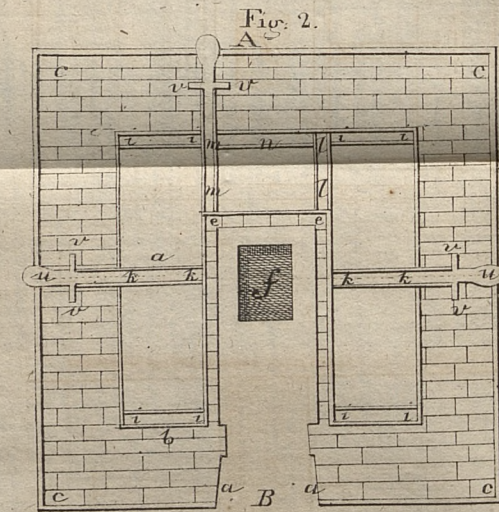 Fig. 2.
A
c c
v v
i i m n l i i
m l
e e
v v
a
u k k f k k u
v v
i i i i
b
c a B a c